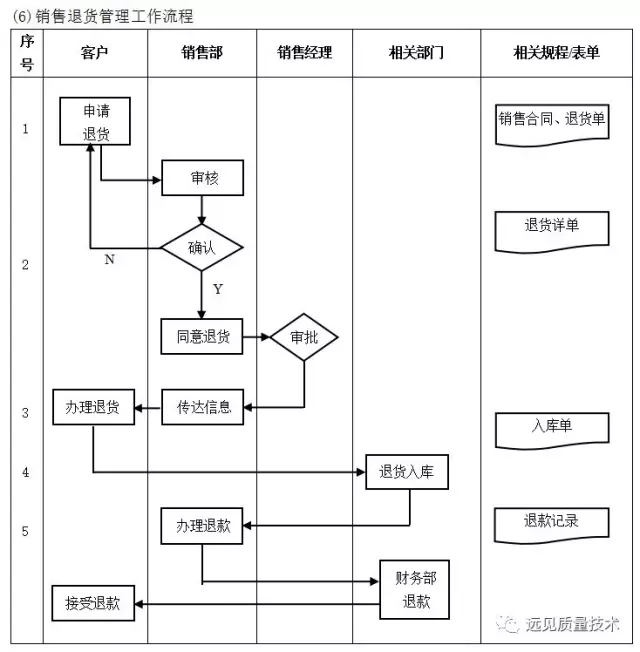 (6)销售退货管理工作流程
序
号
客户
销售部
销售经理
相关部门
相关规程/表单
1
申请
退货
销售合同、退货单
审核
退货详单
确认
N
2
Y
同意退货
审批
3
办理退货
传达信息
入库单
4
退货入库
退款记录
5
办理退款
财务部
退款
接受退款
远见质量技术